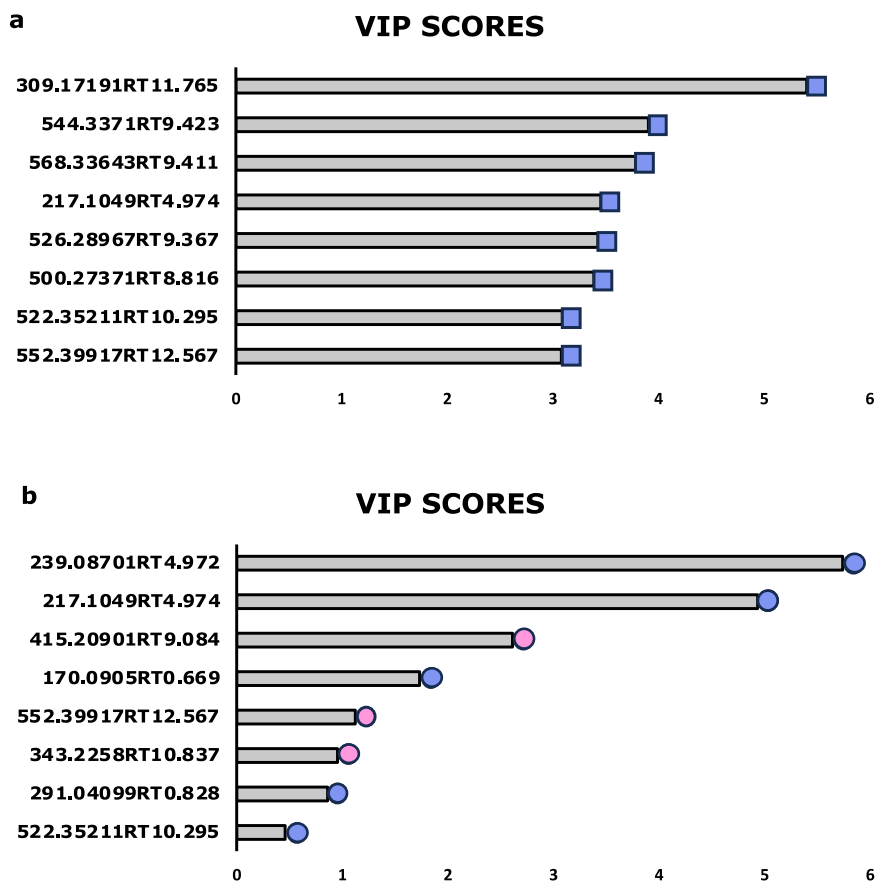 a
VIP SCORES
309.17191RT11.765
544.3371RT9.423
568.33643RT9.411
217.1049RT4.974
526.28967RT9.367
500.27371RT8.816
522.35211RT10.295
552.39917RT12.567
0 1 2 3 4 5 6
b
VIP SCORES
239.08701RT4.972
217.1049RT4.974
415.20901RT9.084
170.0905RT0.669
552.39917RT12.567
343.2258RT10.837
291.04099RT0.828
522.35211RT10.295
0 1 2 3 4 5 6